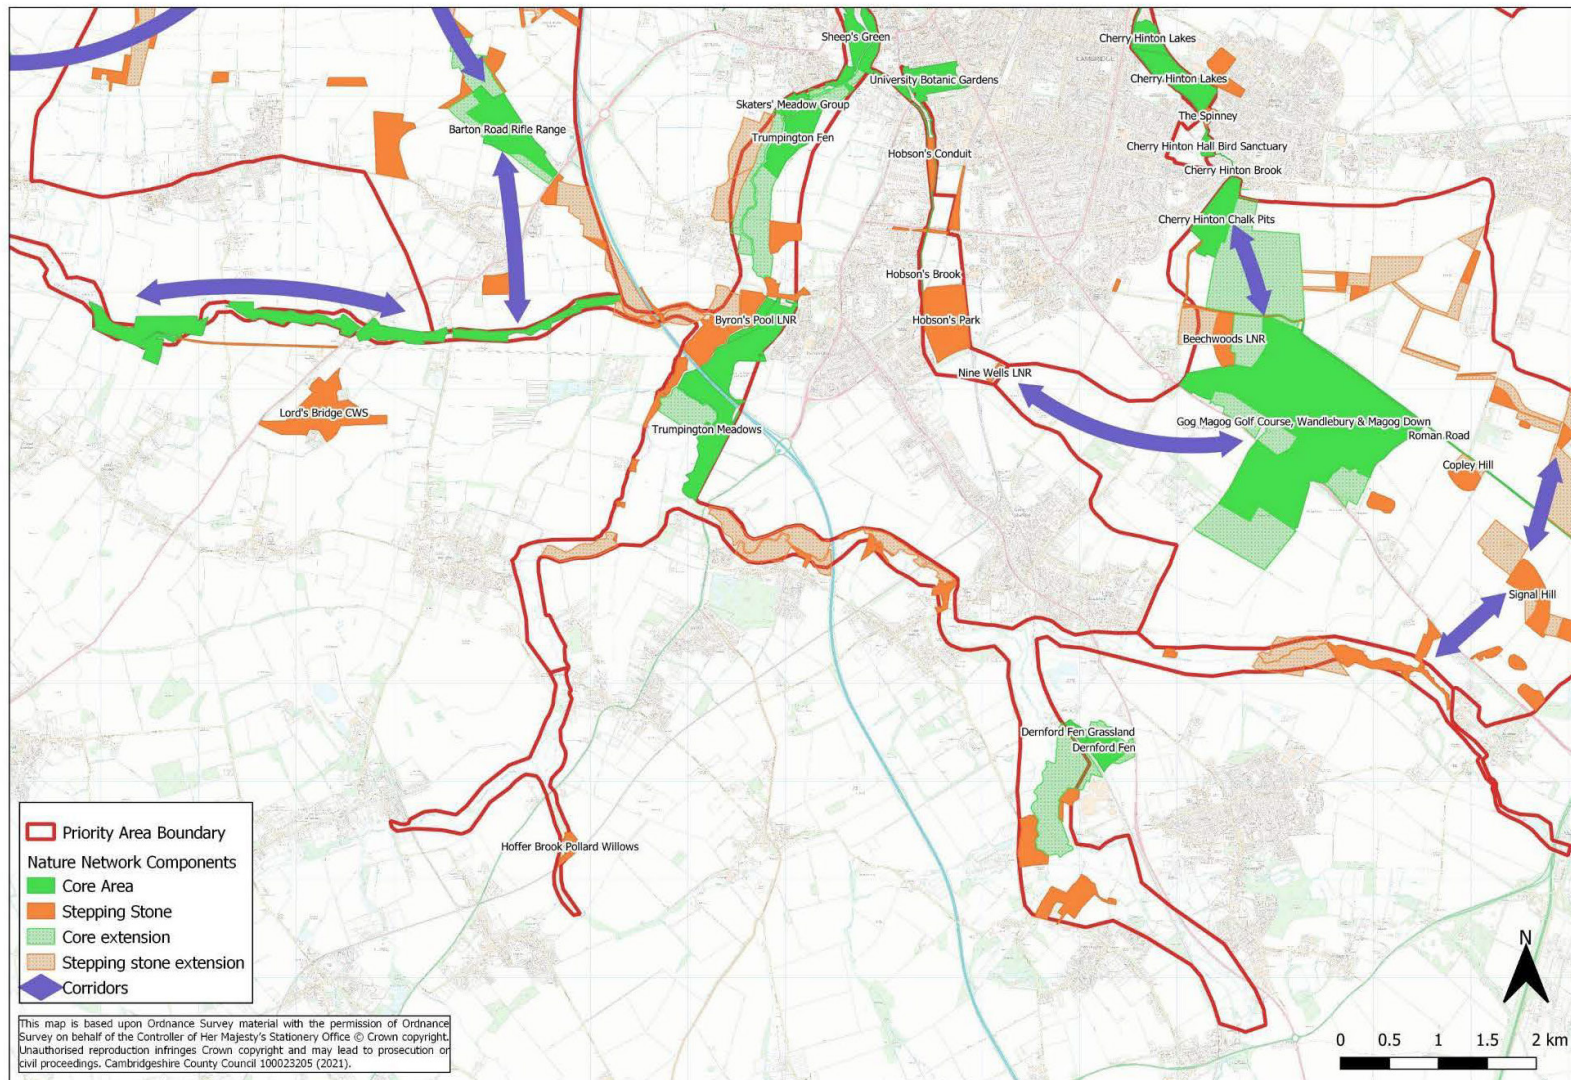 Sheep's Green
Cherry Hinton Lakes
CAMBRIDGE
University Botanic Gardens
Cherry Hinton Lakes
Skaters' Meadow Group
The Spinney
Barton Road Rifle Range
Trumpington Fen
Hobson's Conduit
Cherry Hinton Hall Bird Sanctuary
Cherry Hinton Brook
Cherry Hinton Chalk Pits
Hobson's Brook
Byron's Pool LNR
Hobson's Park
Beechwoods LNR
Nine Wells LNR
Lord's Bridge CWS
Trumpington Meadows
Gog Magog Golf Course, Wandlebury & Magog Down
Roman Road
Copley Hill
Signal Hill
Dernford Fen Grassland
Dernford Fen
Hoffer Brook Pollard Willows
Priority Area Boundary
Nature Network Components
Core Area
Stepping Stone
Core extension
Stepping stone extension
Corridors
This map is based upon Ordnance Survey material with the permission of Ordnance
Survey on behalf of the Controller of Her Majesty's Stationery Office © Crown copyright.
Unauthorised reproduction infringes Crown copyright and may lead to prosecution or
civil proceedings. Cambridgeshire County Council 100023205 (2021).
N
0 0.5 1 1.5 2 km